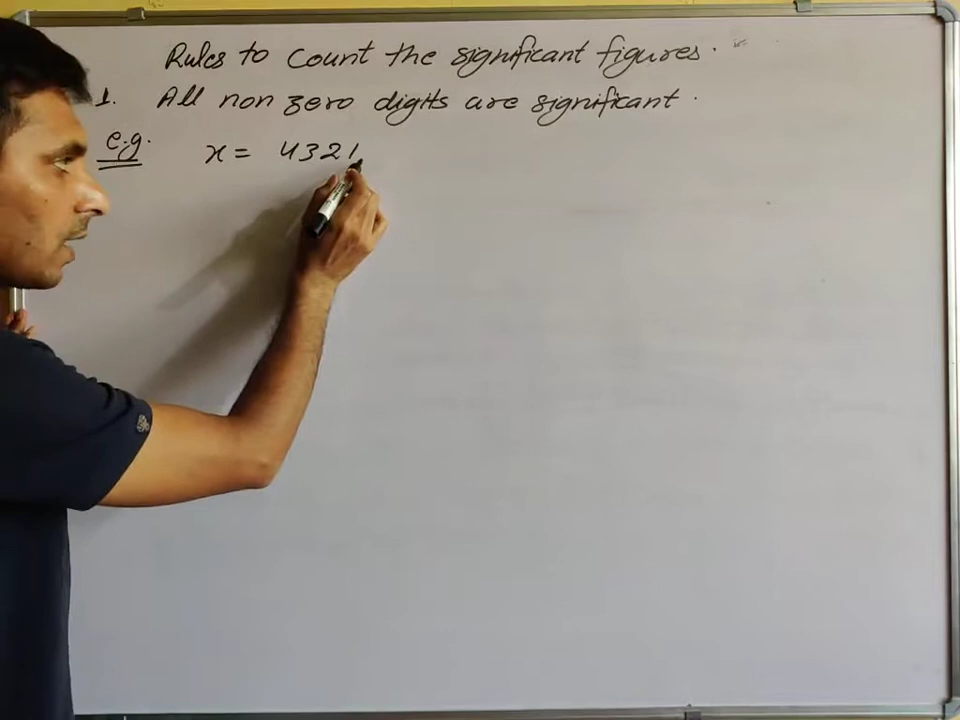 Rules to Count the significant figures.
1. All non zero digits are significant.
e.g. x = 4321